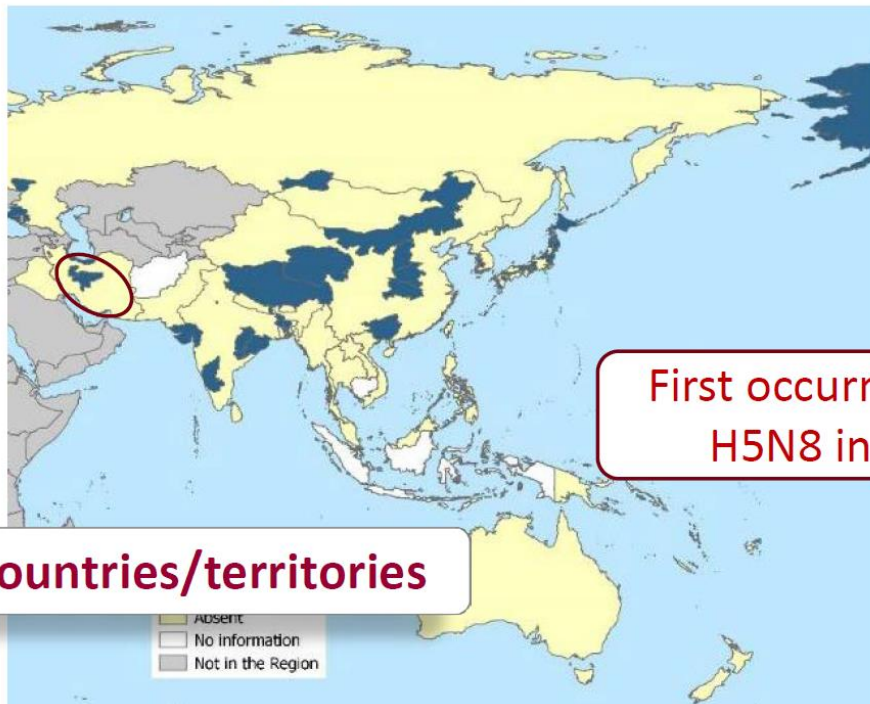 First occurr
H5N8 in
ountries/territories
Absent
No information
Not in the Region